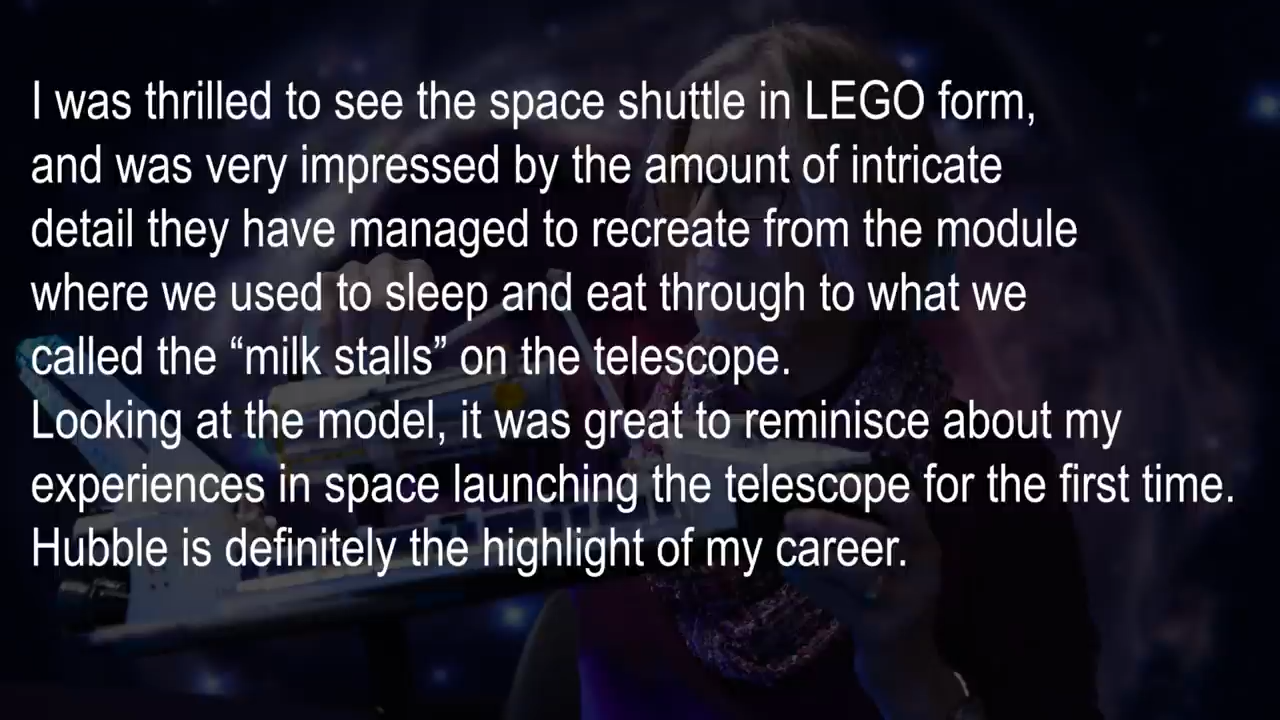 I was thrilled to see the space shuttle in LEGO form,
and was very impressed by the amount of intricate
detail they have managed to recreate from the module
where we used to sleep and eat through to what we
called the “milk stalls” on the telescope.
Looking at the model, it was great to reminisce about my
experiences in space launching the telescope for the first time.
Hubble is definitely the highlight of my career.